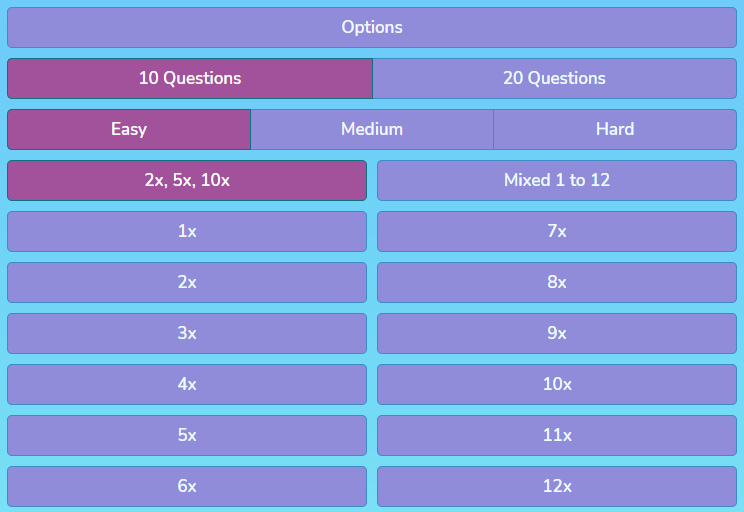 Options
10 Questions 20 Questions
Easy Medium Hard
2x, 5x, 10x Mixed 1 to 12
1x 7x
2x 8x
3x 9x
4x 10x
5x 11x
6x 12x